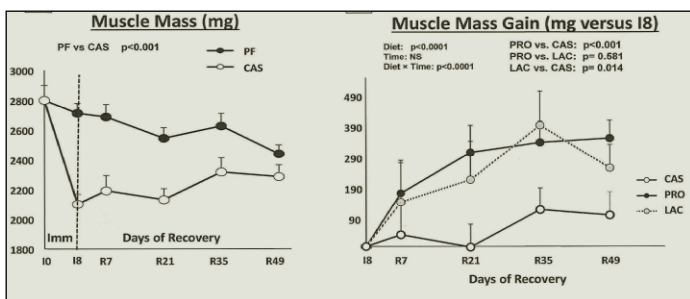 Muscle Mass (mg)
PF vs CAS p<0.001
PF
CAS
3000
2800
2600
2400
2200
2000
1800
Imm
Days of Recovery
I0 I8 R7 R21 R35 R49
Muscle Mass Gain (mg versus I8)
Diet: p<0.0001
Time: NS
Diet × Time: p<0.0001
PRO vs. CAS: p<0.001
PRO vs. LAC: p= 0.581
LAC vs. CAS: p= 0.014
490
390
290
190
90
CAS
PRO
LAC
I8 R7 R21 R35 R49
Days of Recovery